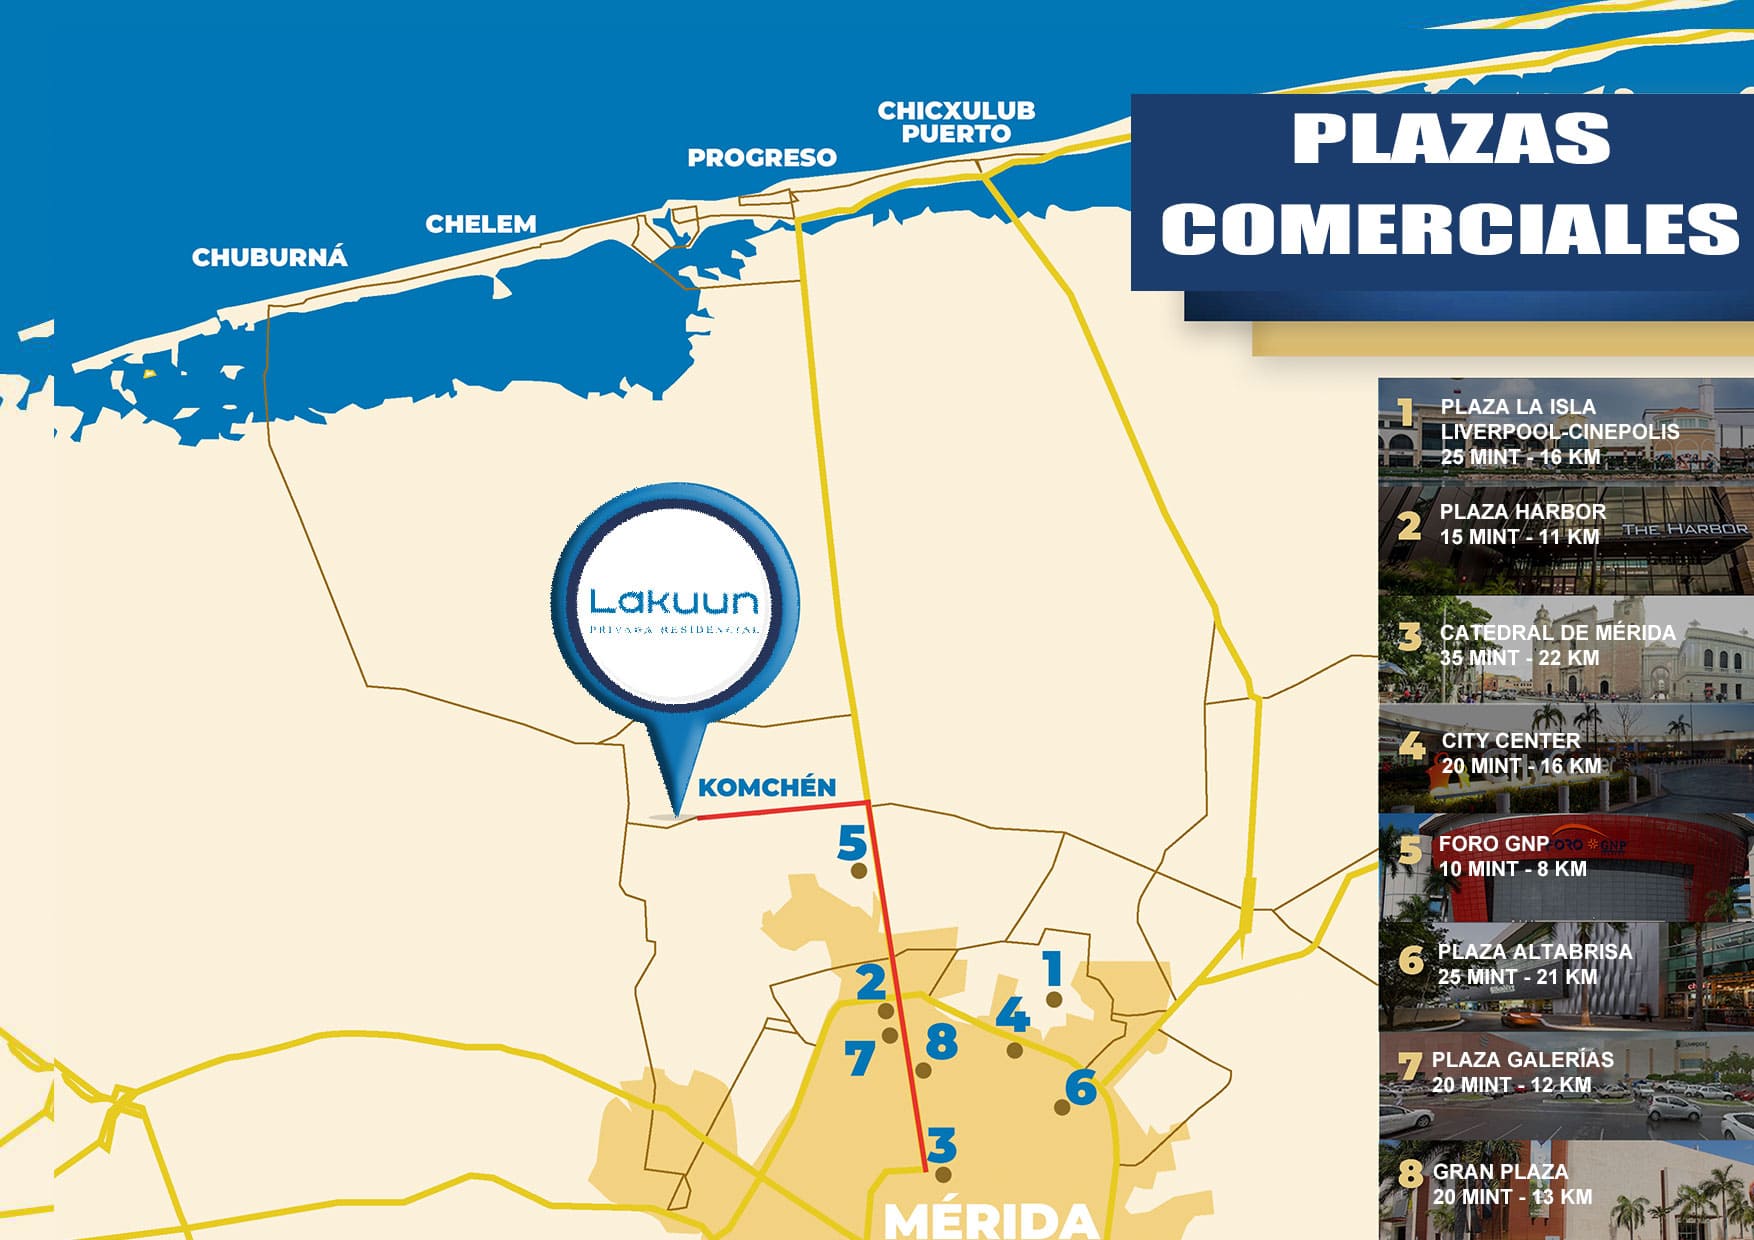 CHICXULUB
PUERTO
PROGRESO
CHELEM
CHUBURNÁ
PLAZAS
COMERCIALES
Lakuun
PRIVADA RESIDENCIAL
KOMCHÉN
5
2
1
4
7
8
6
3
MÉRIDA
1 PLAZA LA ISLA
LIVERPOOL-CINEPOLIS
25 MINT - 16 KM
2 PLAZA HARBOR
15 MINT - 11 KM
THE HARBOR
3 CATEDRAL DE MÉRIDA
35 MINT - 22 KM
4 CITY CENTER
20 MINT - 16 KM
5 FORO GNP
FORO GNP
10 MINT - 8 KM
6 PLAZA ALTABRISA
25 MINT - 21 KM
7 PLAZA GALERÍAS
20 MINT - 12 KM
8 GRAN PLAZA
20 MINT - 13 KM